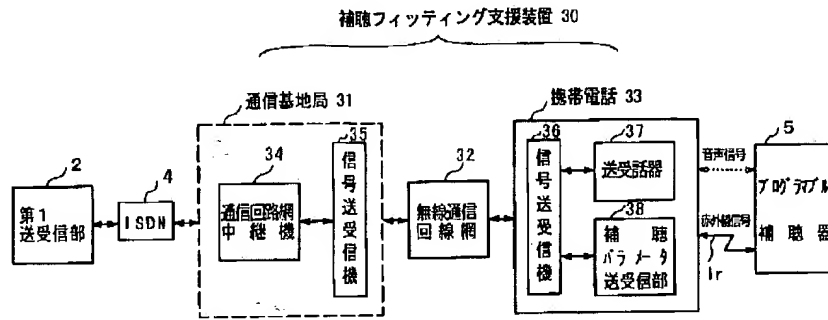 補聴フィッティング支援装置 30
通信基地局 31
携帯電話 33
2
第1
送受信部
4
ISDN
34
通信回路網
中継機
35
信号送受信機
32
無線通信
回線網
36
信号送受信機
37
送受話器
38
補聴
パラメータ
送受信部
音声信号
赤外線信号
Ir
5
プログラマブル
補聴器